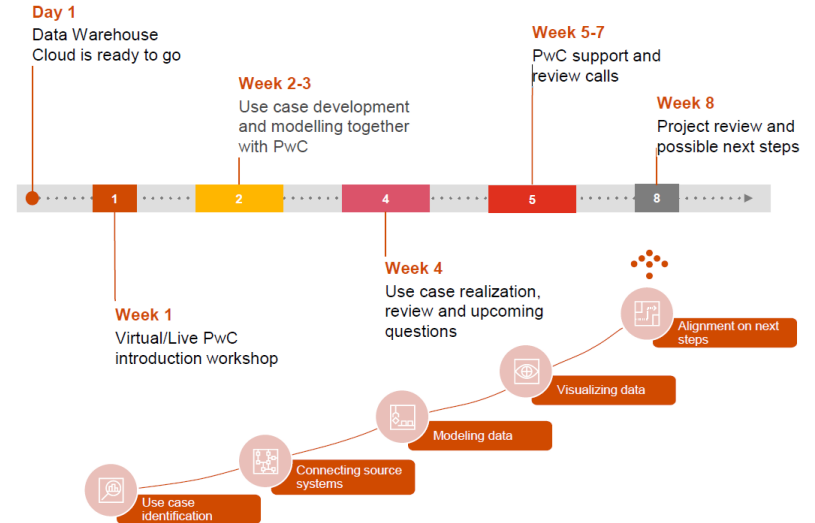 Day 1
Data Warehouse
Cloud is ready to go
Week 2-3
Use case development
and modelling together
with PwC
Week 5-7
PwC support and
review calls
Week 8
Project review and
possible next steps
1
2
4
5
8
Week 1
Virtual/Live PwC
introduction workshop
Week 4
Use case realization,
review and upcoming
questions
Alignment on next
steps
Visualizing data
Modeling data
Connecting source
systems
Use case
identification